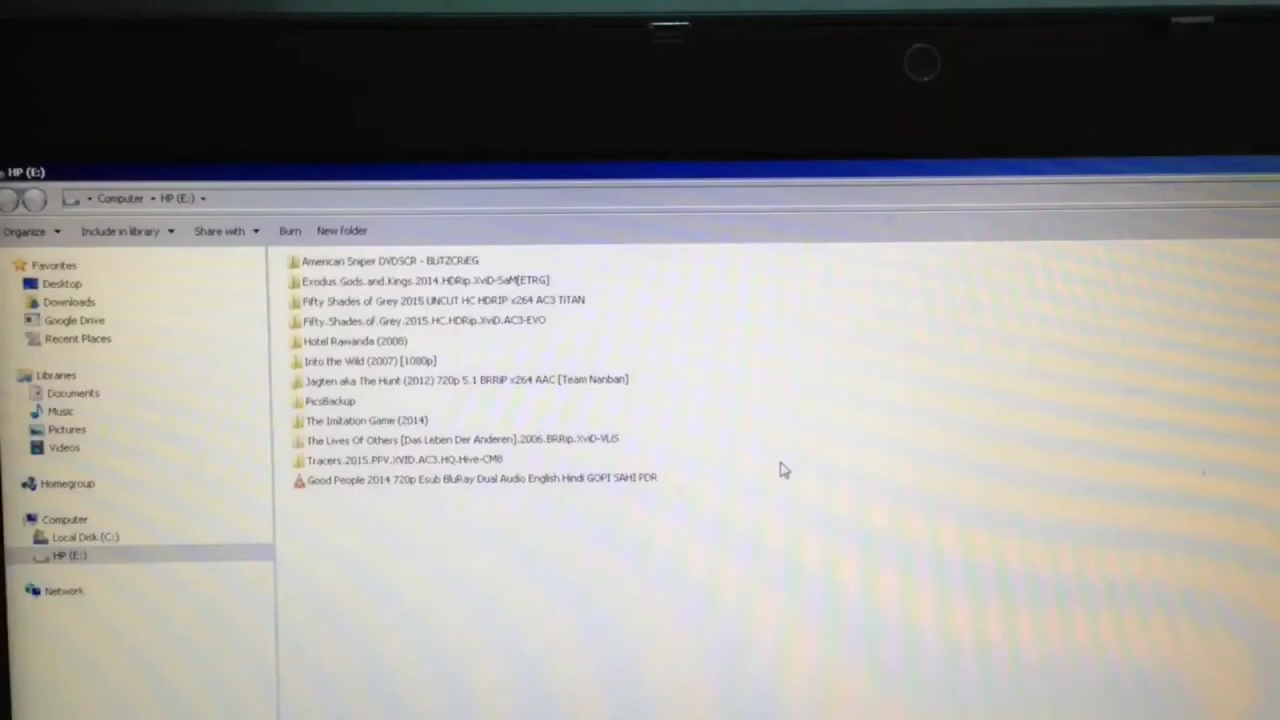 HP (E:)
Computer HP (E:)
Organize Include in library Share with Burn New folder
Favorites
Desktop
Downloads
Google Drive
Recent Places
Libraries
Documents
Music
Pictures
Videos
Homegroup
Computer
Local Disk (C:)
HP (E:)
Network
American Sniper DVDSCR - BLiTZCRiEG
Exodus.Gods.and.Kings.2014.HDRip.XviD-SaM[ETRG]
Fifty Shades of Grey 2015 UNCUT HC HDRIP x264 AC3 TiTAN
Fifty.Shades.of.Grey.2015.HC.HDRip.XviD.AC3-EVO
Hotel Rawanda (2008)
Into the Wild (2007) [1080p]
Jagten aka The Hunt (2012) 720p 5.1 BRRiP x264 AAC [Team Nanban]
PicsBackup
The Imitation Game (2014)
The Lives Of Others [Das Leben Der Anderen].2006.BRRip.XviD-VLiS
Tracers.2015.PPV.XVID.AC3.HQ.Hive-CM8
Good People 2014 720p Esub BluRay Dual Audio English Hindi GOPI SAHI PDR